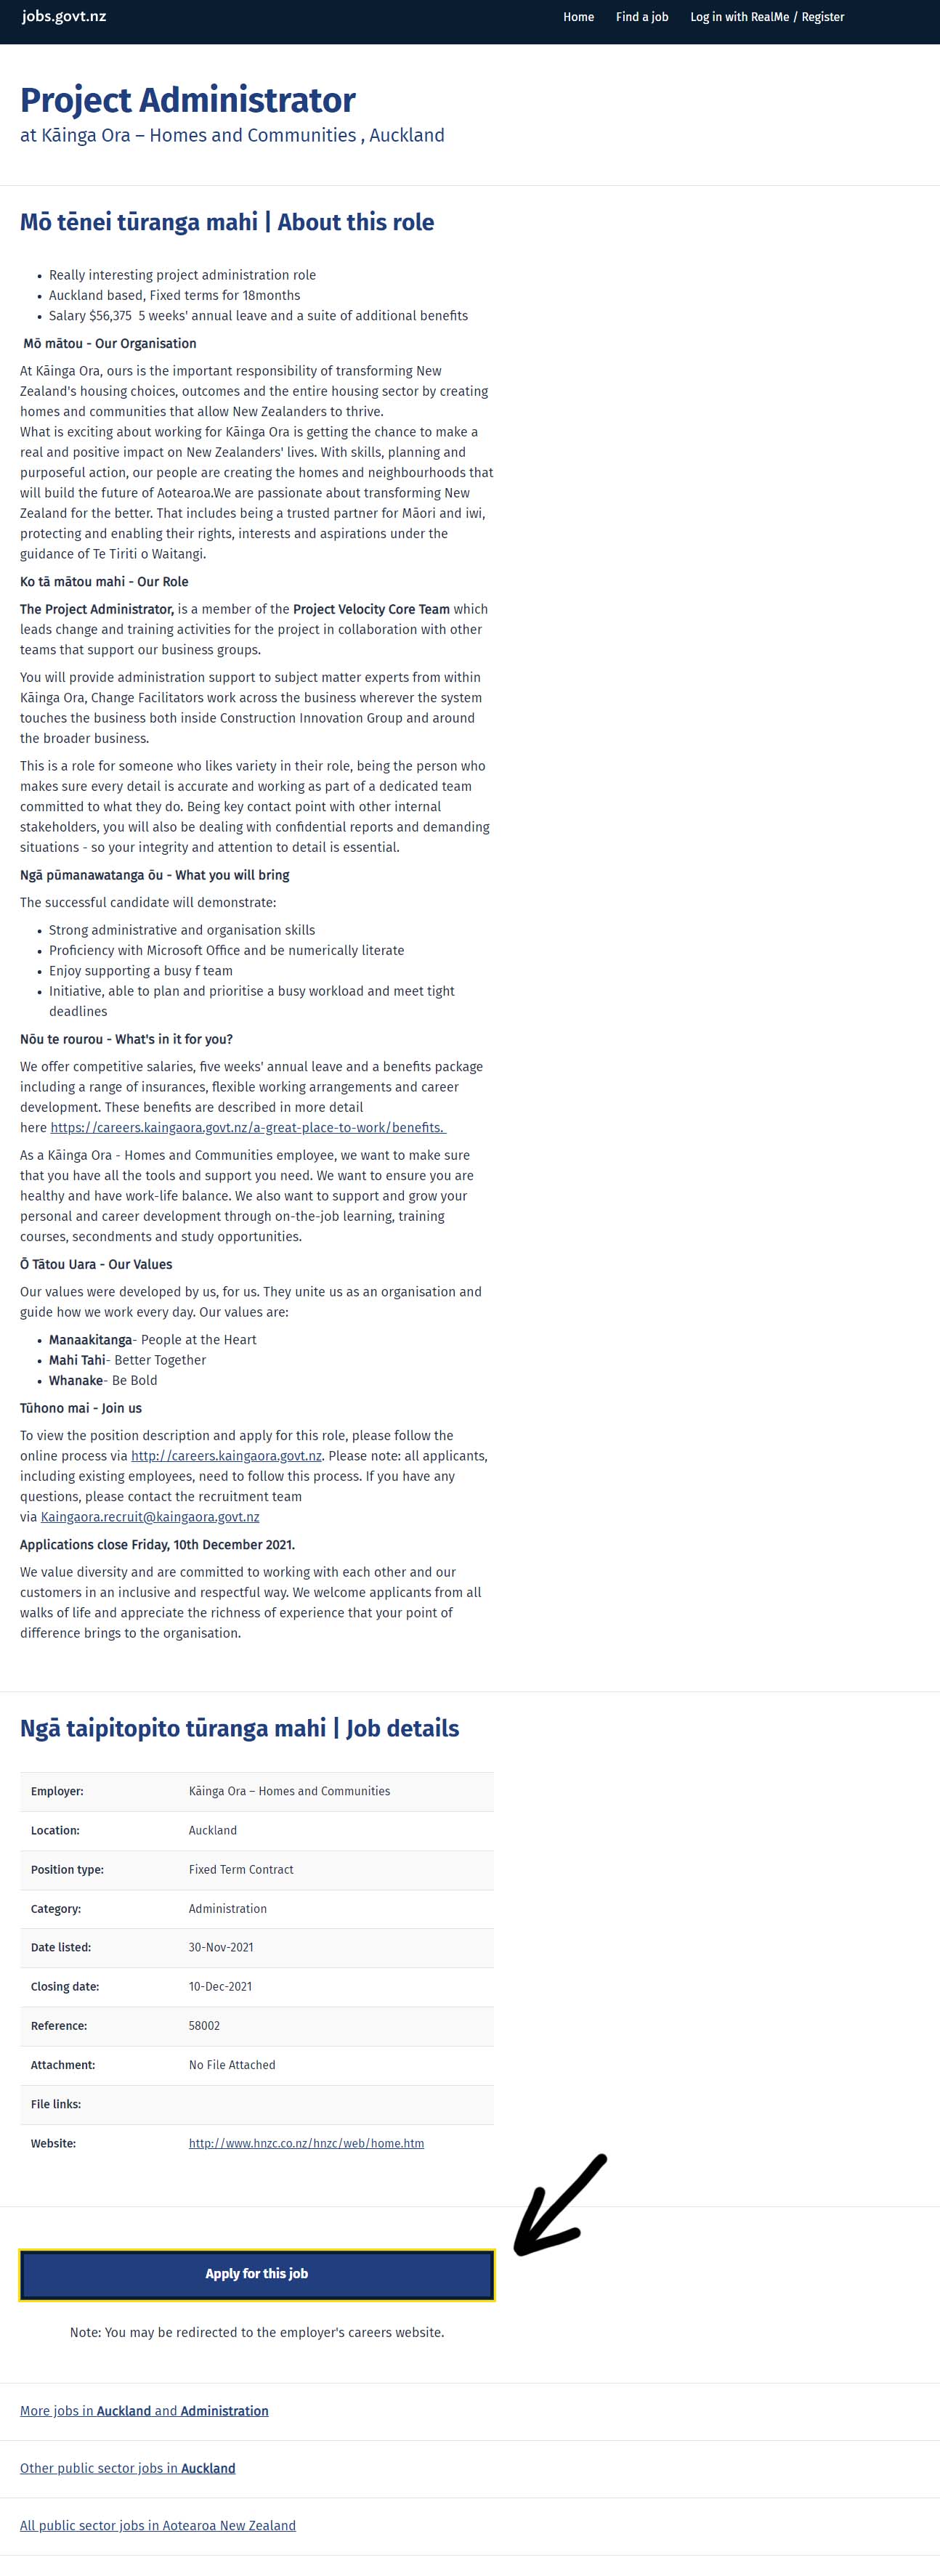 jobs.govt.nz
Home Find a job Log in with RealMe / Register
Project Administrator
at Kāinga Ora – Homes and Communities , Auckland
Mō tēnei tūranga mahi | About this role
• Really interesting project administration role
• Auckland based, Fixed terms for 18months
• Salary $56,375  5 weeks' annual leave and a suite of additional benefits
Mō mātou - Our Organisation
At Kāinga Ora, ours is the important responsibility of transforming New
Zealand's housing choices, outcomes and the entire housing sector by creating
homes and communities that allow New Zealanders to thrive.
What is exciting about working for Kāinga Ora is getting the chance to make a
real and positive impact on New Zealanders' lives. With skills, planning and
purposeful action, our people are creating the homes and neighbourhoods that
will build the future of Aotearoa.We are passionate about transforming New
Zealand for the better. That includes being a trusted partner for Māori and iwi,
protecting and enabling their rights, interests and aspirations under the
guidance of Te Tiriti o Waitangi.
Ko tā mātou mahi - Our Role
The Project Administrator, is a member of the Project Velocity Core Team which
leads change and training activities for the project in collaboration with other
teams that support our business groups.
You will provide administration support to subject matter experts from within
Kāinga Ora, Change Facilitators work across the business wherever the system
touches the business both inside Construction Innovation Group and around
the broader business.
This is a role for someone who likes variety in their role, being the person who
makes sure every detail is accurate and working as part of a dedicated team
committed to what they do. Being key contact point with other internal
stakeholders, you will also be dealing with confidential reports and demanding
situations - so your integrity and attention to detail is essential.
Ngā pūmanawatanga ōu - What you will bring
The successful candidate will demonstrate:
• Strong administrative and organisation skills
• Proficiency with Microsoft Office and be numerically literate
• Enjoy supporting a busy f team
• Initiative, able to plan and prioritise a busy workload and meet tight
deadlines
Nōu te rourou - What's in it for you?
We offer competitive salaries, five weeks' annual leave and a benefits package
including a range of insurances, flexible working arrangements and career
development. These benefits are described in more detail
here https://careers.kaingaora.govt.nz/a-great-place-to-work/benefits.
As a Kāinga Ora - Homes and Communities employee, we want to make sure
that you have all the tools and support you need. We want to ensure you are
healthy and have work-life balance. We also want to support and grow your
personal and career development through on-the-job learning, training
courses, secondments and study opportunities.
Ō Tātou Uara - Our Values
Our values were developed by us, for us. They unite us as an organisation and
guide how we work every day. Our values are:
• Manaakitanga- People at the Heart
• Mahi Tahi- Better Together
• Whanake- Be Bold
Tūhono mai - Join us
To view the position description and apply for this role, please follow the
online process via http://careers.kaingaora.govt.nz. Please note: all applicants,
including existing employees, need to follow this process. If you have any
questions, please contact the recruitment team
via Kaingaora.recruit@kaingaora.govt.nz
Applications close Friday, 10th December 2021.
We value diversity and are committed to working with each other and our
customers in an inclusive and respectful way. We welcome applicants from all
walks of life and appreciate the richness of experience that your point of
difference brings to the organisation.
Ngā taipitopito tūranga mahi | Job details
Employer: Kāinga Ora – Homes and Communities
Location: Auckland
Position type: Fixed Term Contract
Category: Administration
Date listed: 30-Nov-2021
Closing date: 10-Dec-2021
Reference: 58002
Attachment: No File Attached
File links:
Website: http://www.hnzc.co.nz/hnzc/web/home.htm
Apply for this job
Note: You may be redirected to the employer's careers website.
More jobs in Auckland and Administration
Other public sector jobs in Auckland
All public sector jobs in Aotearoa New Zealand